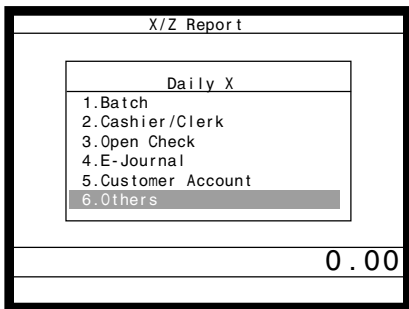 X/Z Report
Daily X
1.Batch
2.Cashier/Clerk
3.Open Check
4.E-Journal
5.Customer Account
6.Others
0.00